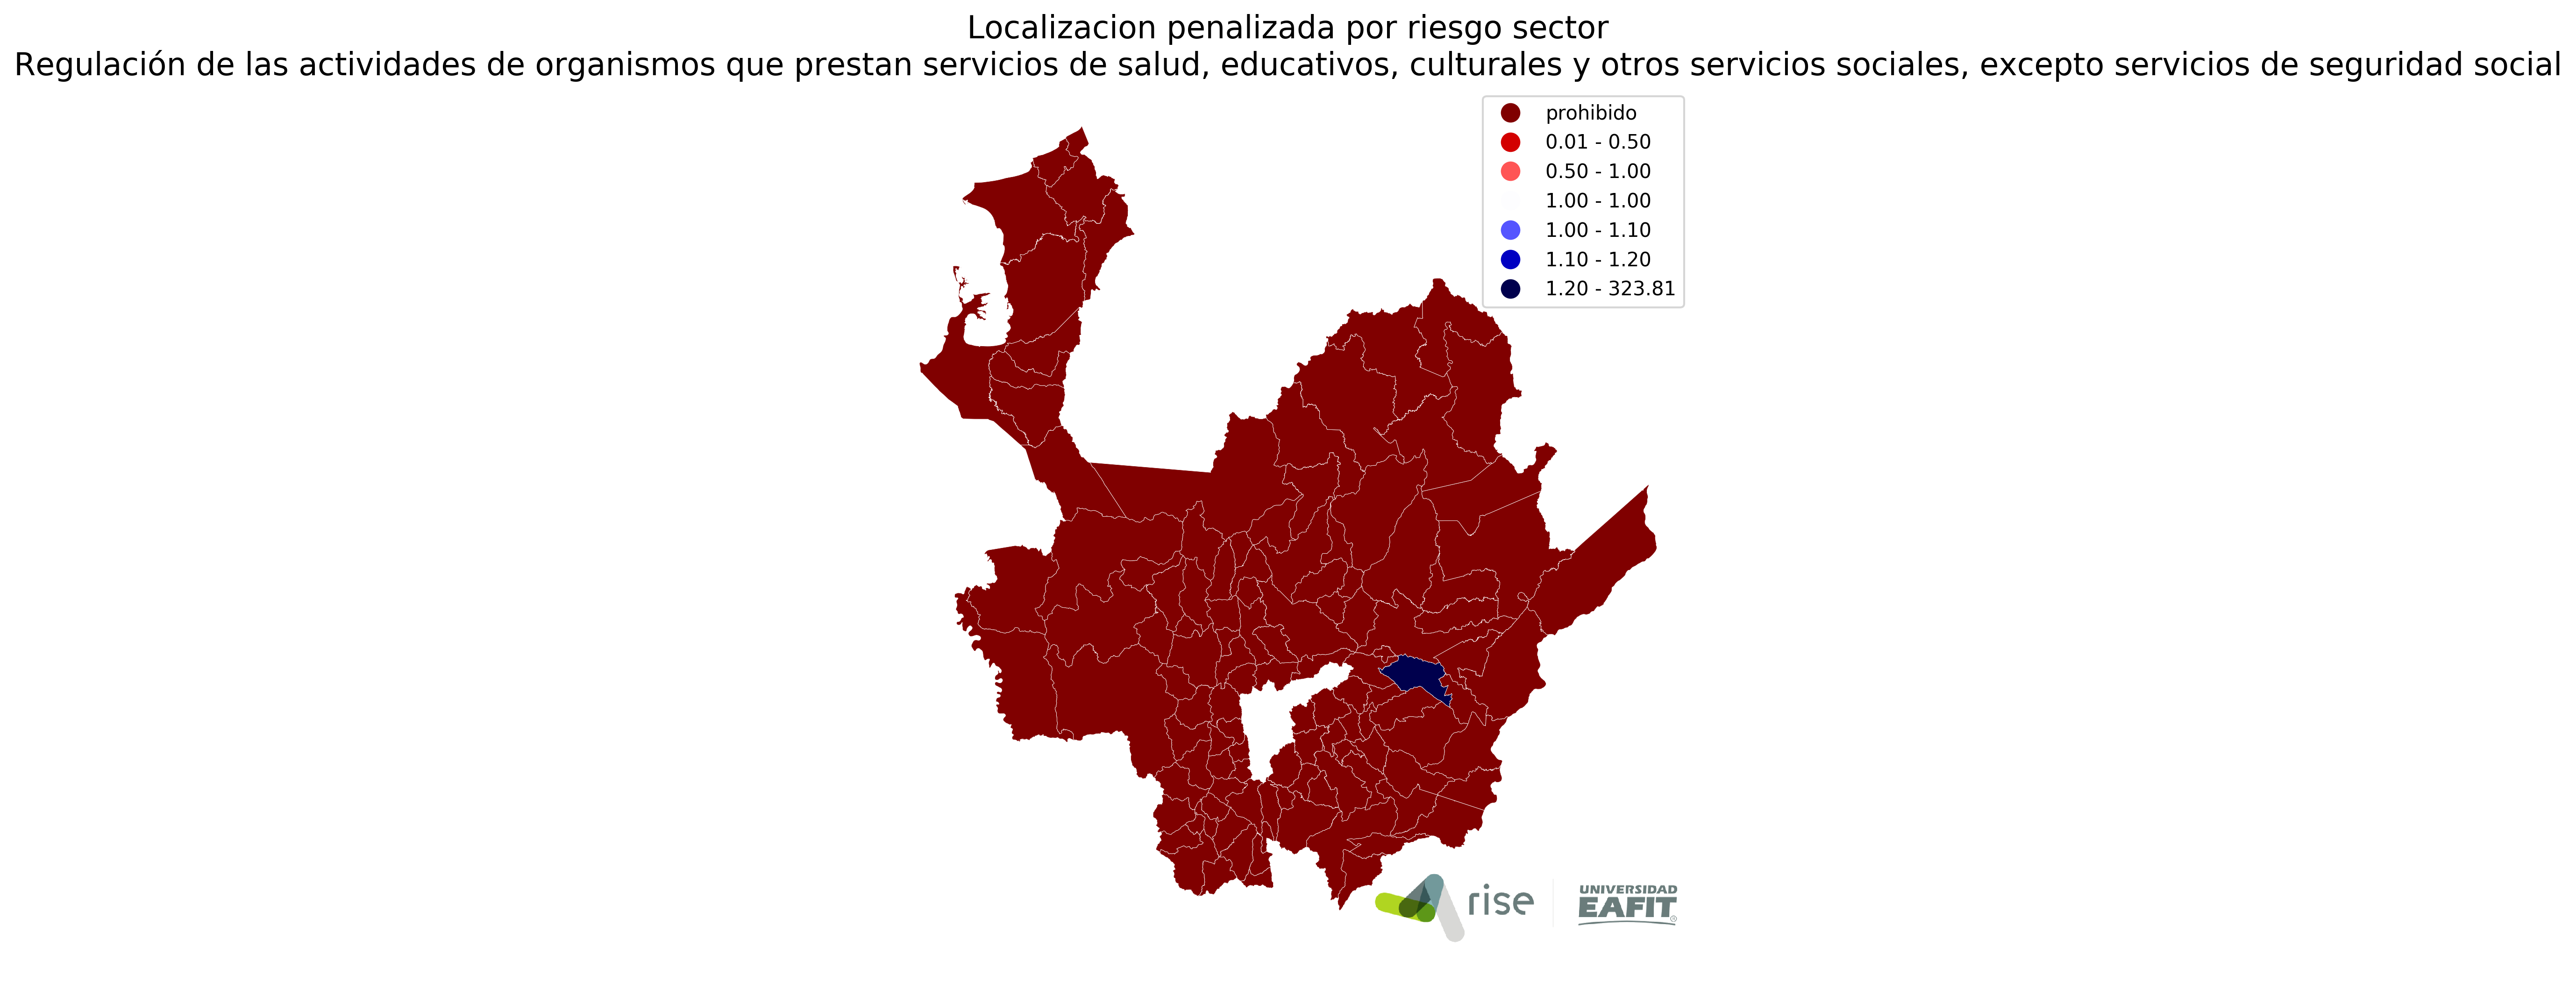 Localizacion penalizada por riesgo sector
Regulación de las actividades de organismos que prestan servicios de salud, educativos, culturales y otros servicios sociales, excepto servicios de seguridad social
prohibido
0.01 - 0.50
0.50 - 1.00
1.00 - 1.00
1.00 - 1.10
1.10 - 1.20
1.20 - 323.81
rise
UNIVERSIDAD
EAFIT
®